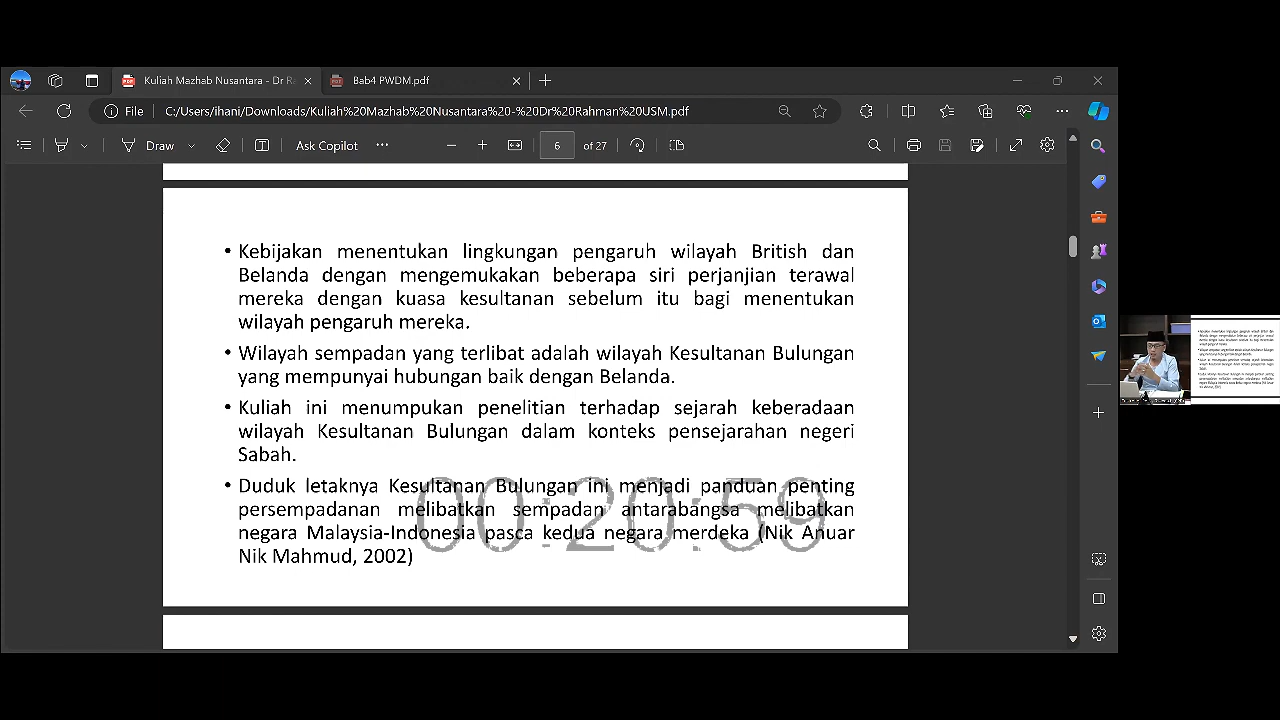 Kuliah Mazhab Nusantara - Dr Ra
Bab4 PWDM.pdf
File
C:/Users/ihani/Downloads/Kuliah%20Mazhab%20Nusantara%20-%20Dr%20Rahman%20USM.pdf
Draw
Ask Copilot
6 of 27
• Kebijakan menentukan lingkungan pengaruh wilayah British dan
Belanda dengan mengemukakan beberapa siri perjanjian terawal
mereka dengan kuasa kesultanan sebelum itu bagi menentukan
wilayah pengaruh mereka.
• Wilayah sempadan yang terlibat adalah wilayah Kesultanan Bulungan
yang mempunyai hubungan baik dengan Belanda.
• Kuliah ini menumpukan penelitian terhadap sejarah keberadaan
wilayah Kesultanan Bulungan dalam konteks pensejarahan negeri
Sabah.
• Duduk letaknya Kesultanan Bulungan ini menjadi panduan penting
persempadanan melibatkan sempadan antarabangsa melibatkan
negara Malaysia-Indonesia pasca kedua negara merdeka (Nik Anuar
Nik Mahmud, 2002)
00:20:59